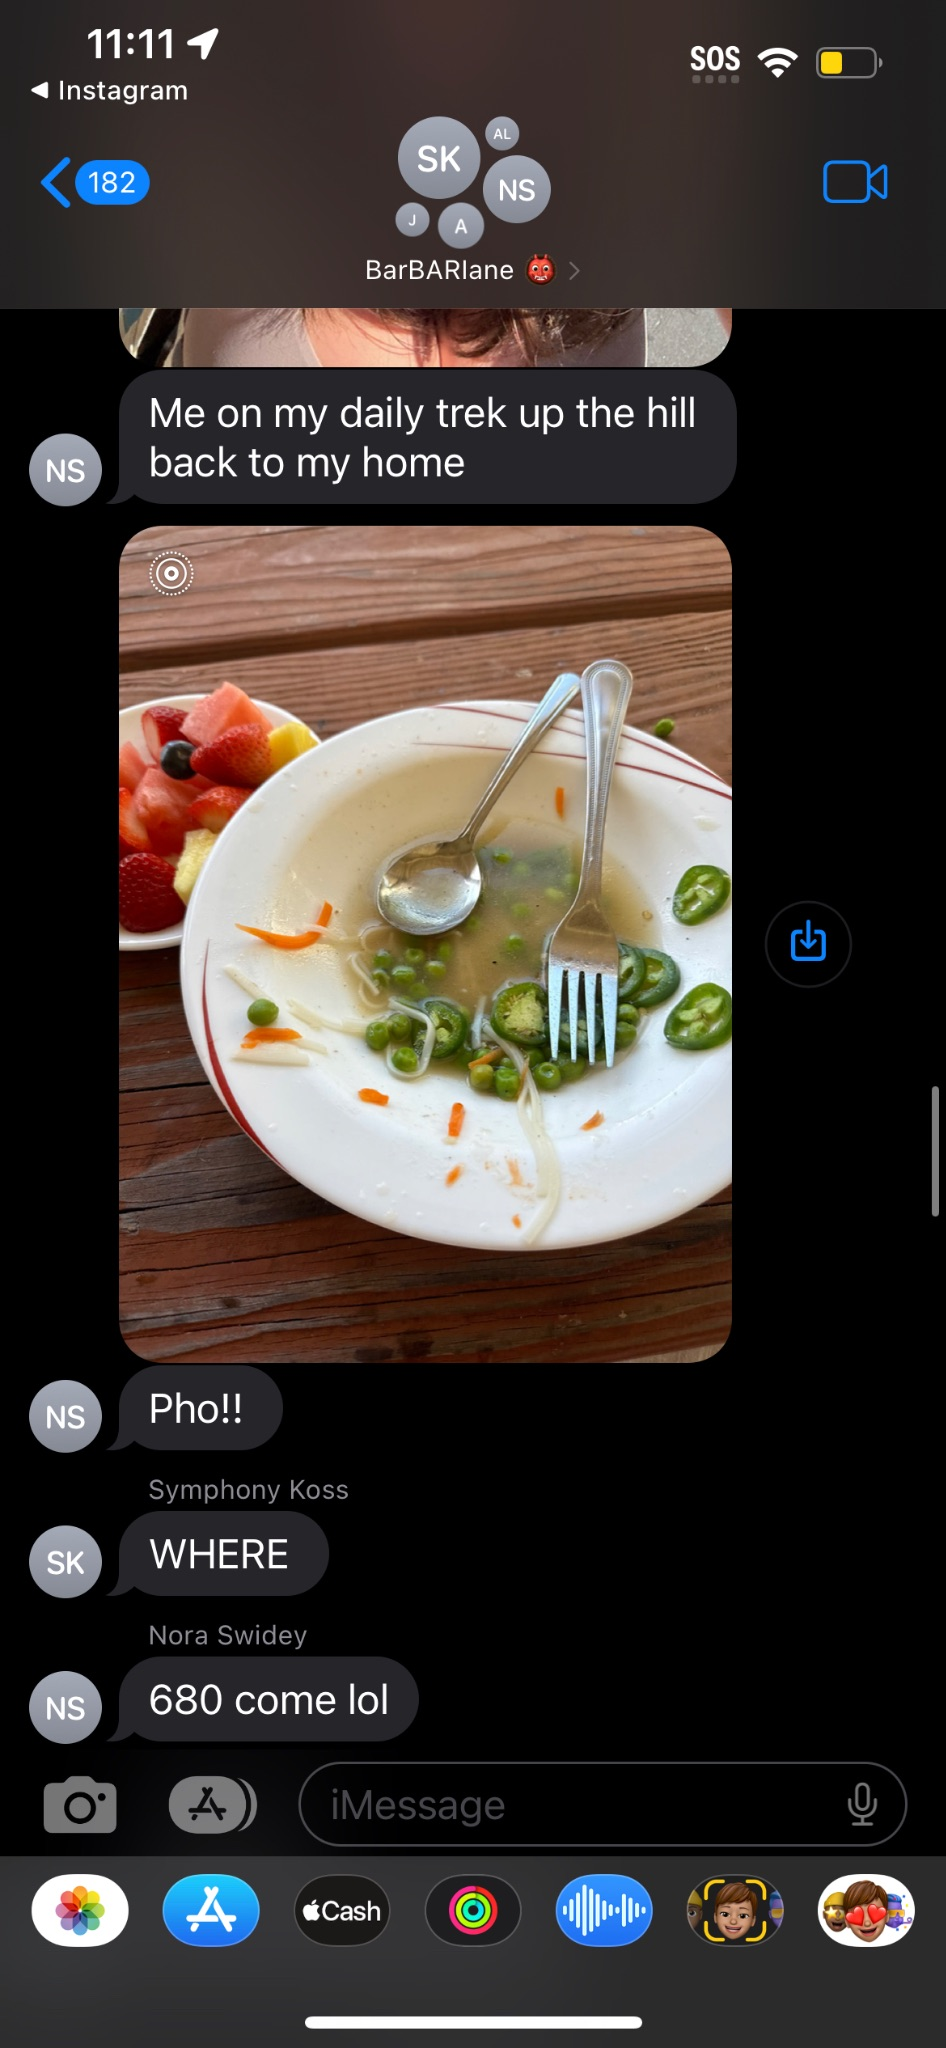 11:11
SOS
Instagram
182
SK
AL
NS
J
A
BarBARlane 👹
Me on my daily trek up the hill
back to my home
NS
Pho!!
NS
Symphony Koss
WHERE
SK
Nora Swidey
680 come lol
NS
iMessage
Cash